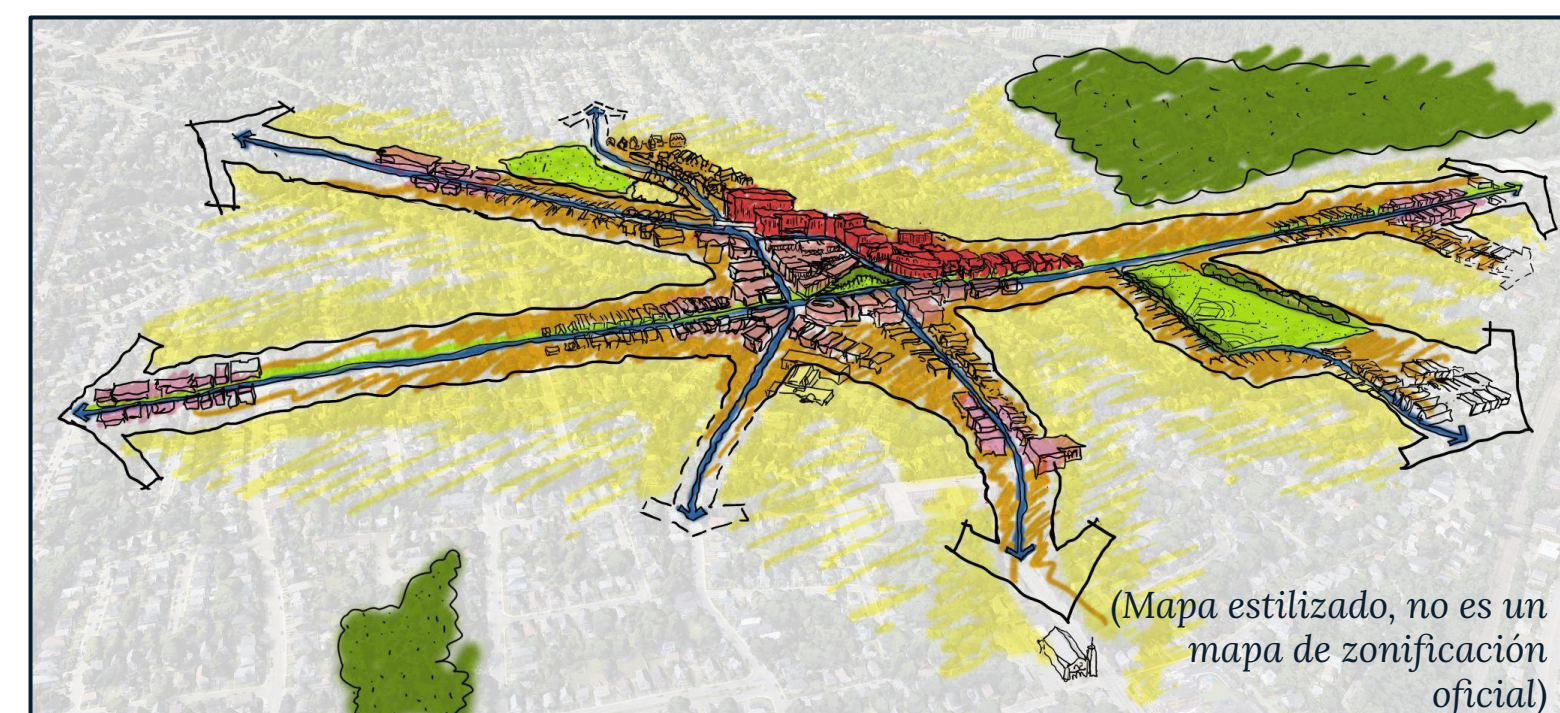 (Mapa estilizado, no es un
mapa de zonificación
oficial)